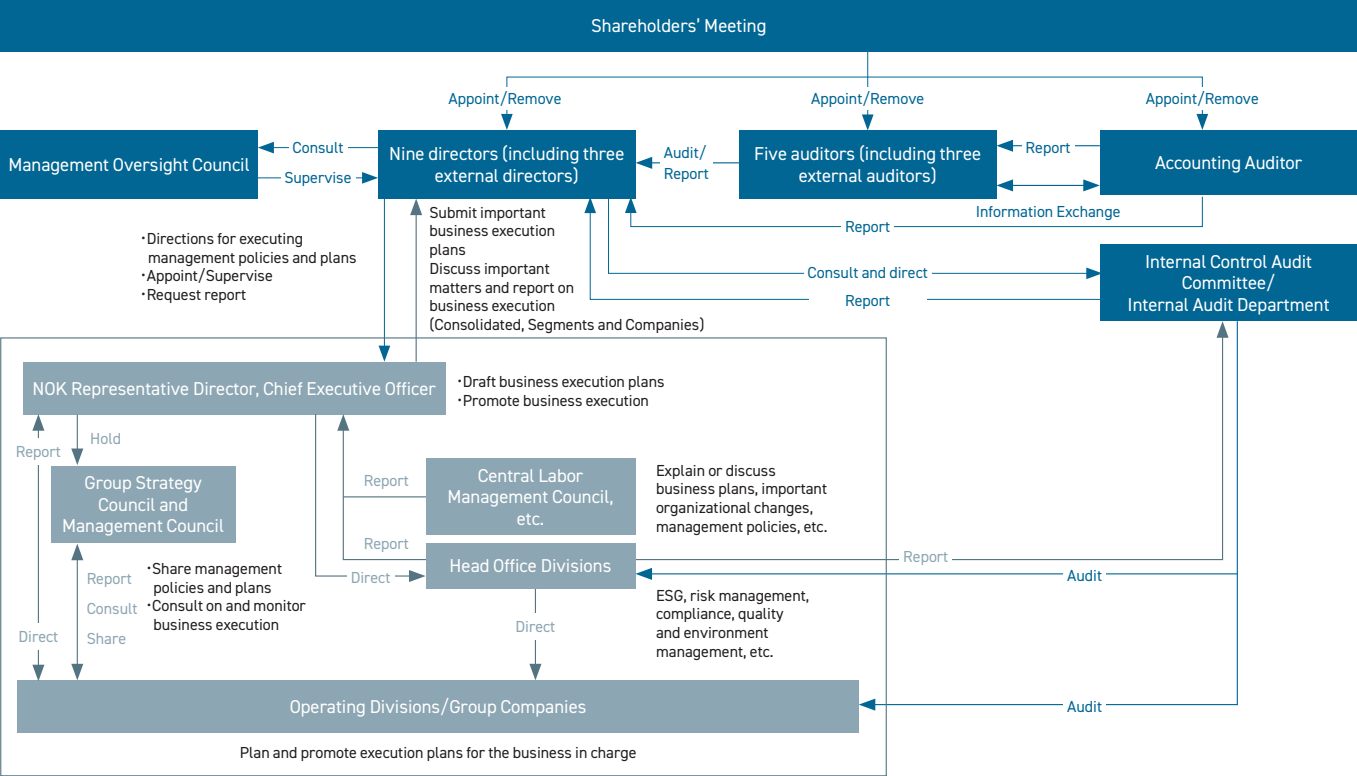 Shareholders' Meeting
Appoint/Remove
Appoint/Remove
Appoint/Remove
Management Oversight Council
Consult
Supervise
Nine directors (including three
external directors)
Audit/
Report
Five auditors (including three
external auditors)
Report
Information Exchange
Accounting Auditor
Report
・Directions for executing
management policies and plans
・Appoint/Supervise
・Request report
Submit important
business execution
plans
Discuss important
matters and report on
business execution
(Consolidated, Segments and Companies)
Consult and direct
Report
Internal Control Audit
Committee/
Internal Audit Department
NOK Representative Director, Chief Executive Officer
・Draft business execution plans
・Promote business execution
Report
Hold
Group Strategy
Council and
Management Council
Report
Central Labor
Management Council,
etc.
Explain or discuss
business plans, important
organizational changes,
management policies, etc.
Report
Direct
Head Office Divisions
Report
Audit
Report
Consult
Share
・Share management
policies and plans
・Consult on and monitor
business execution
Direct
Direct
ESG, risk management,
compliance, quality
and environment
management, etc.
Operating Divisions/Group Companies
Audit
Plan and promote execution plans for the business in charge